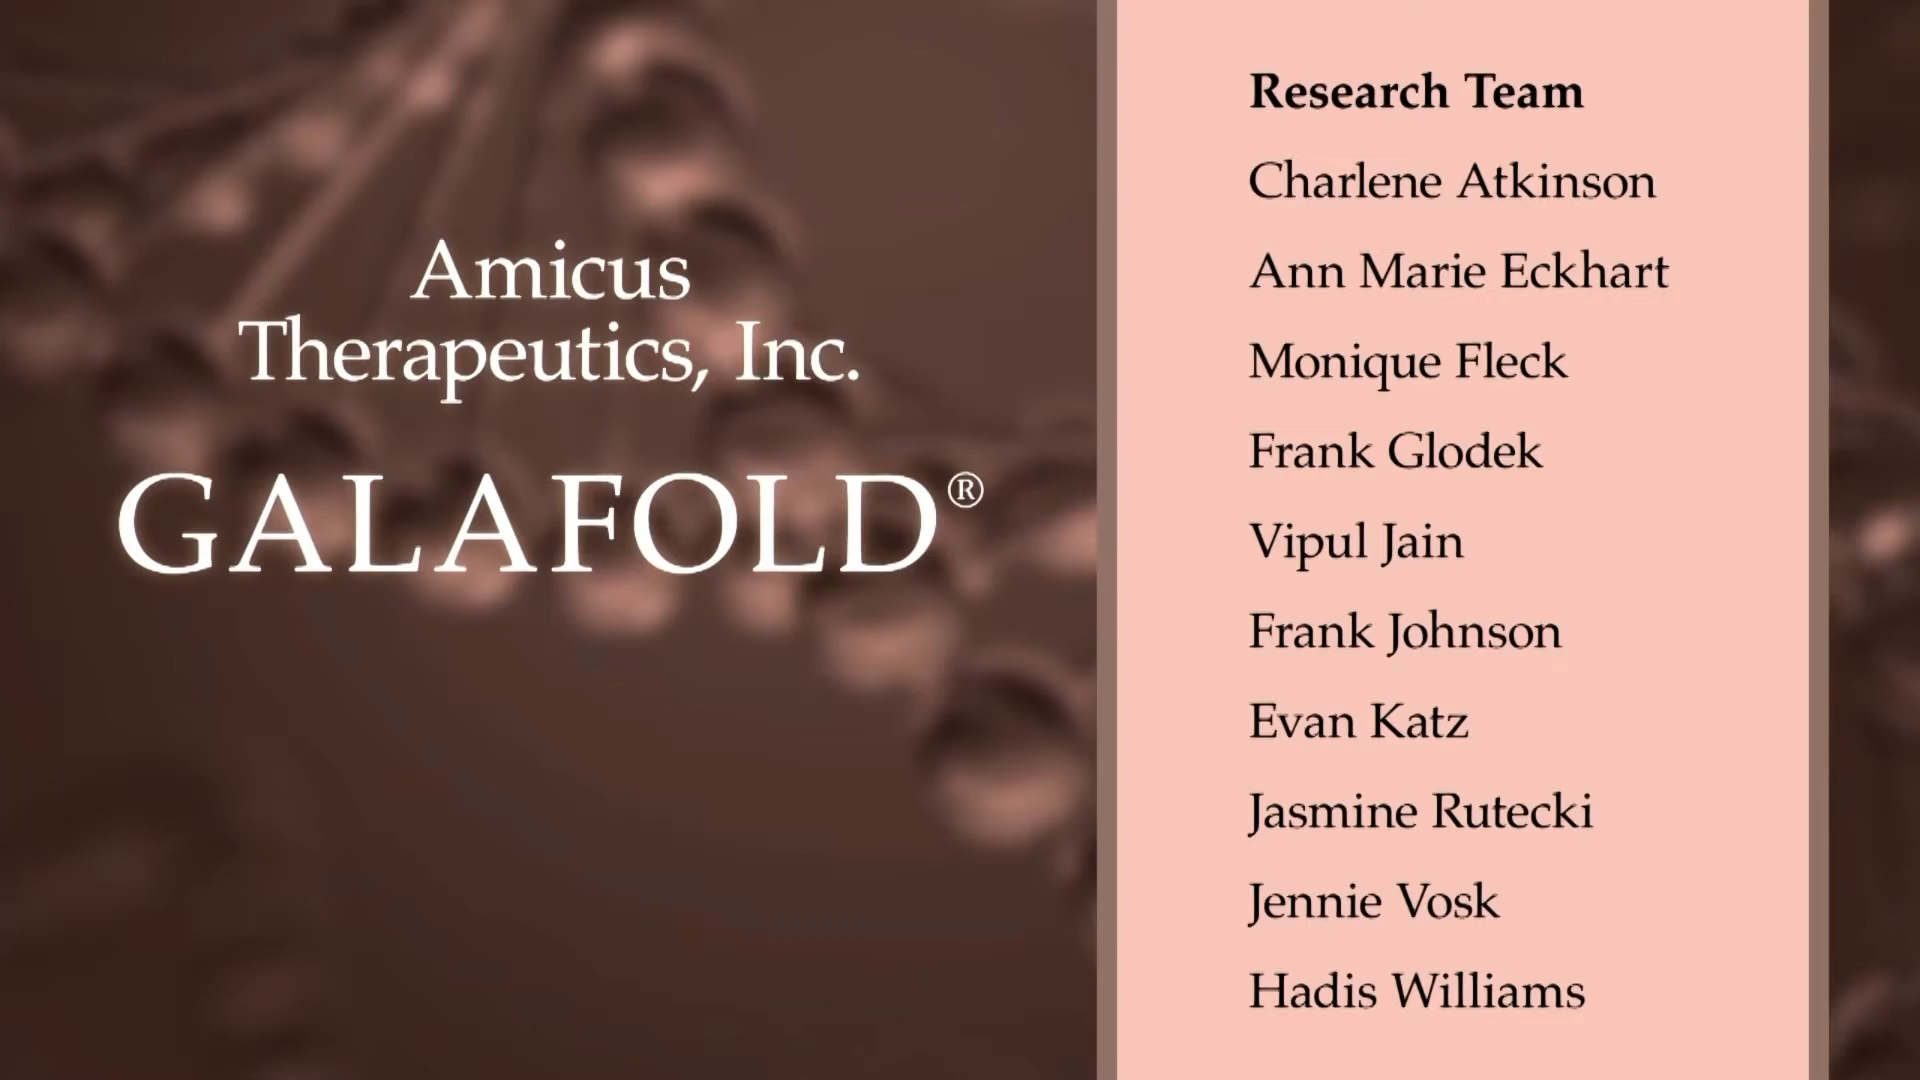 Amicus
Therapeutics, Inc.
GALAFOLD®
Research Team
Charlene Atkinson
Ann Marie Eckhart
Monique Fleck
Frank Glodek
Vipul Jain
Frank Johnson
Evan Katz
Jasmine Rutecki
Jennie Vosk
Hadis Williams